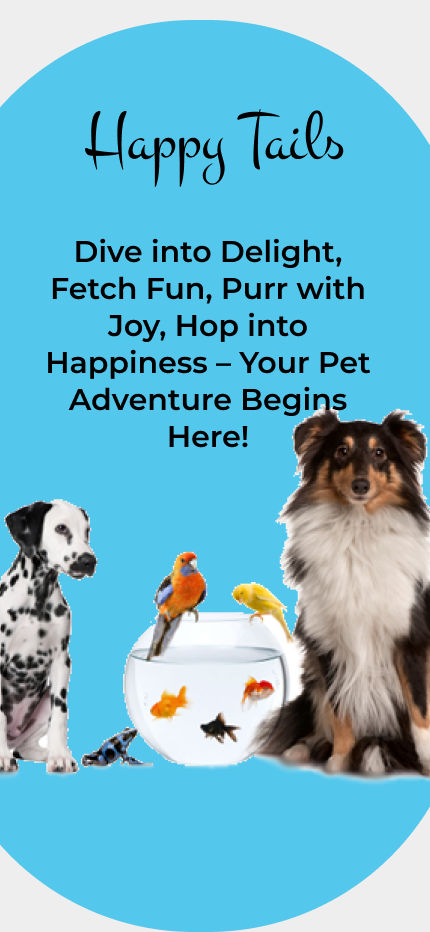 Happy Tails
Dive into Delight,
Fetch Fun, Purr with
Joy, Hop into
Happiness – Your Pet
Adventure Begins
Here!